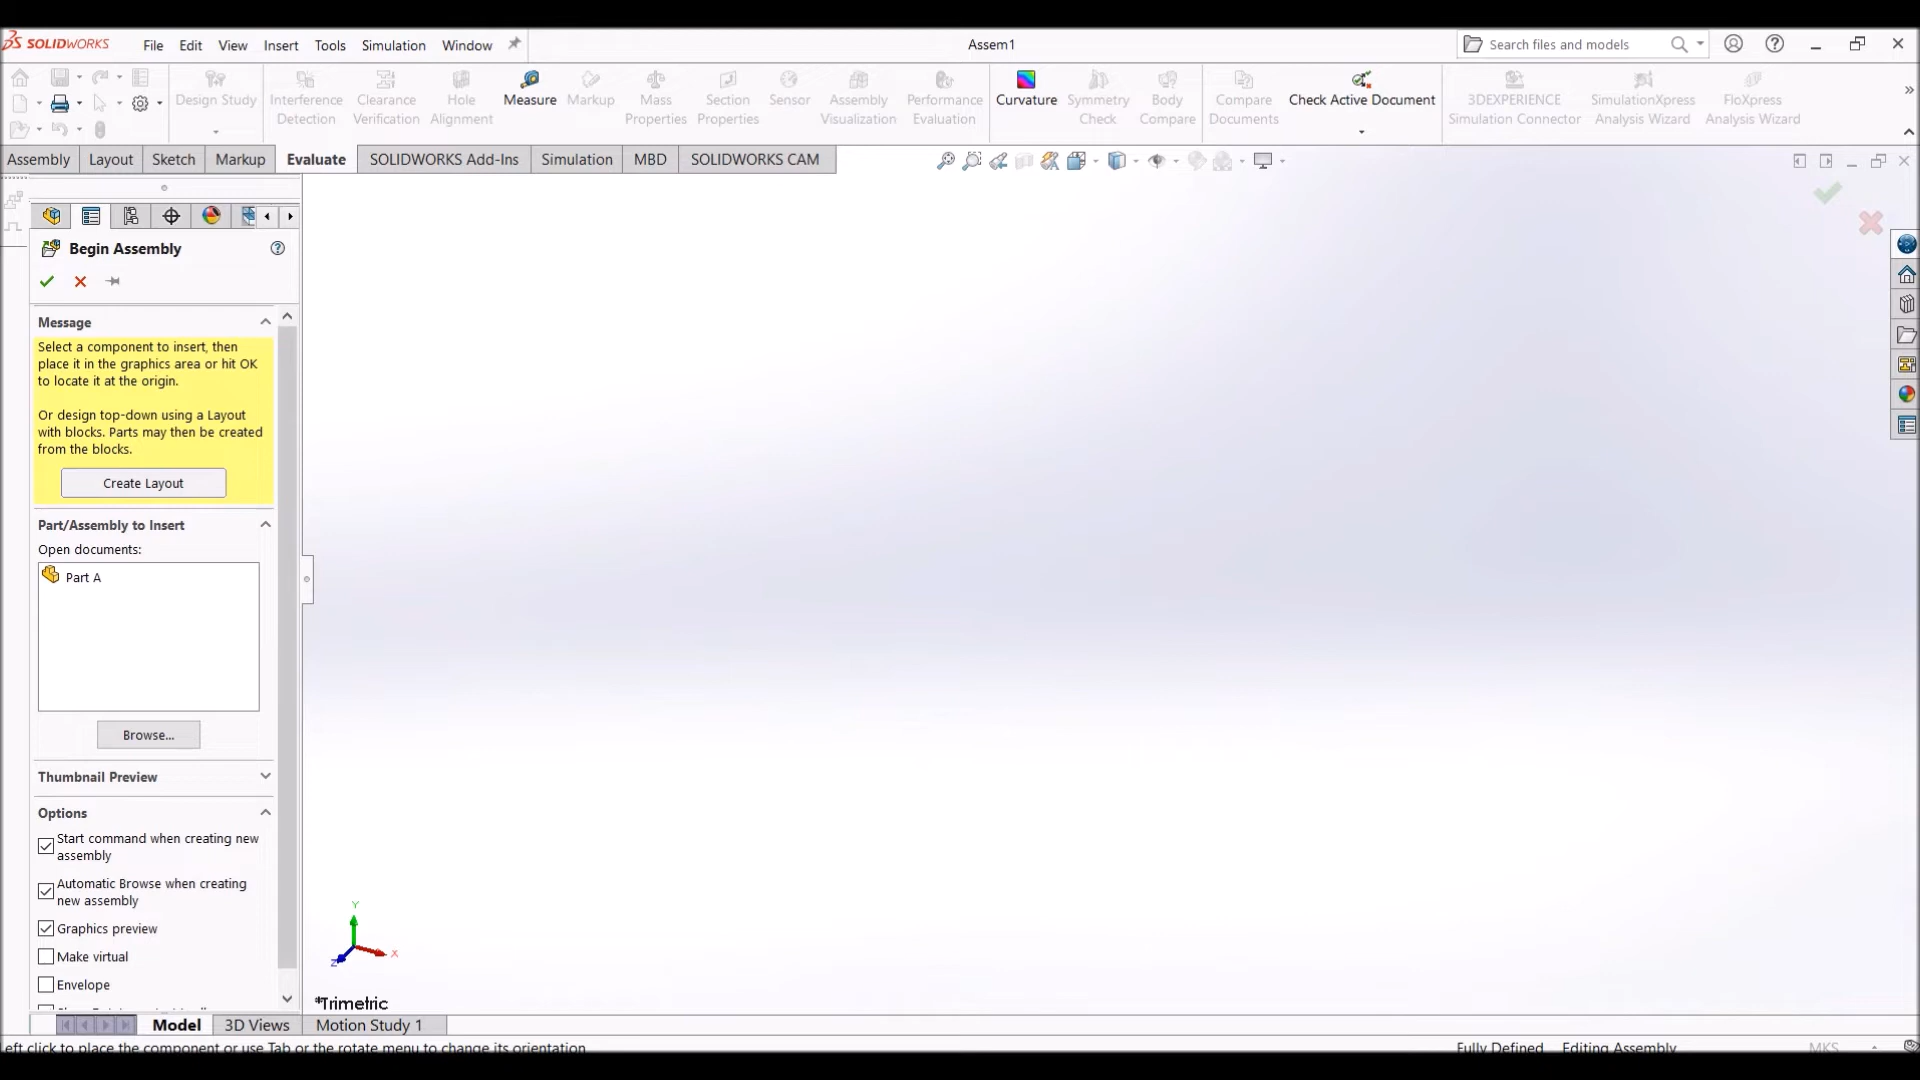 SOLIDWORKS File Edit View Insert Tools Simulation Window Assem1 Search files and models
Design Study Interference Detection Clearance Verification Hole Alignment Measure Markup Mass Properties Section Properties Sensor Assembly Visualization Performance Evaluation Curvature Symmetry Check Body Compare Compare Documents Check Active Document 3DEXPERIENCE Simulation Connector SimulationXpress Analysis Wizard FloXpress Analysis Wizard
Assembly Layout Sketch Markup Evaluate SOLIDWORKS Add-Ins Simulation MBD SOLIDWORKS CAM
Begin Assembly
Message
Select a component to insert, then
place it in the graphics area or hit OK
to locate it at the origin.
Or design top-down using a Layout
with blocks. Parts may then be created
from the blocks.
Create Layout
Part/Assembly to Insert
Open documents:
Part A
Browse...
Thumbnail Preview
Options
Start command when creating new
assembly
Automatic Browse when creating
new assembly
Graphics preview
Make virtual
Envelope
Y
X
Z
*Trimetric
Model 3D Views Motion Study 1
eft click to place the component or use Tab or the rotate menu to change its orientation Fully Defined Editing Assembly MKS